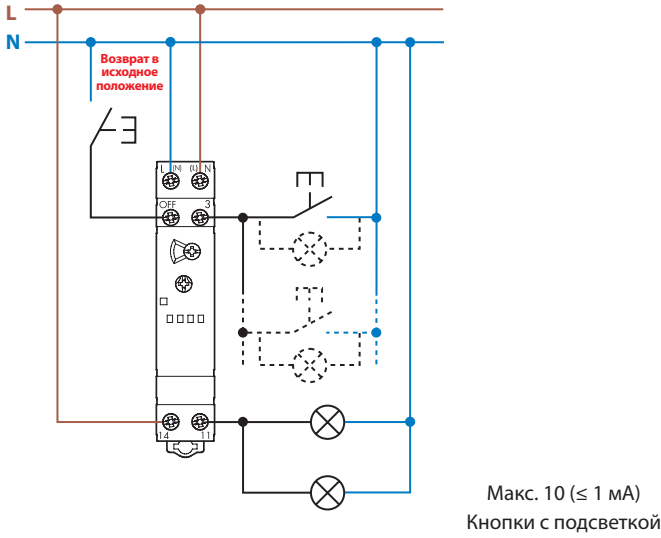 L
N
Возврат в
исходное
положение
L (N) (L) N
OFF 3
14 11
Макс. 10 (≤ 1 мА)
Кнопки с подсветкой